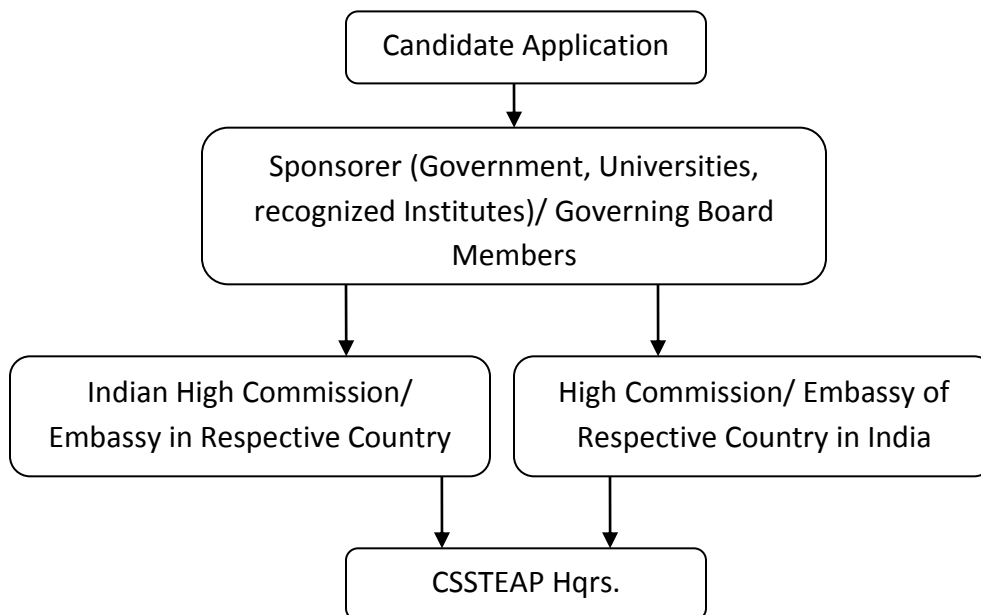 Candidate Application
Sponsorer (Government, Universities,
recognized Institutes)/ Governing Board
Members
Indian High Commission/
Embassy in Respective Country
High Commission/ Embassy of
Respective Country in India
CSSTEAP Hqrs.